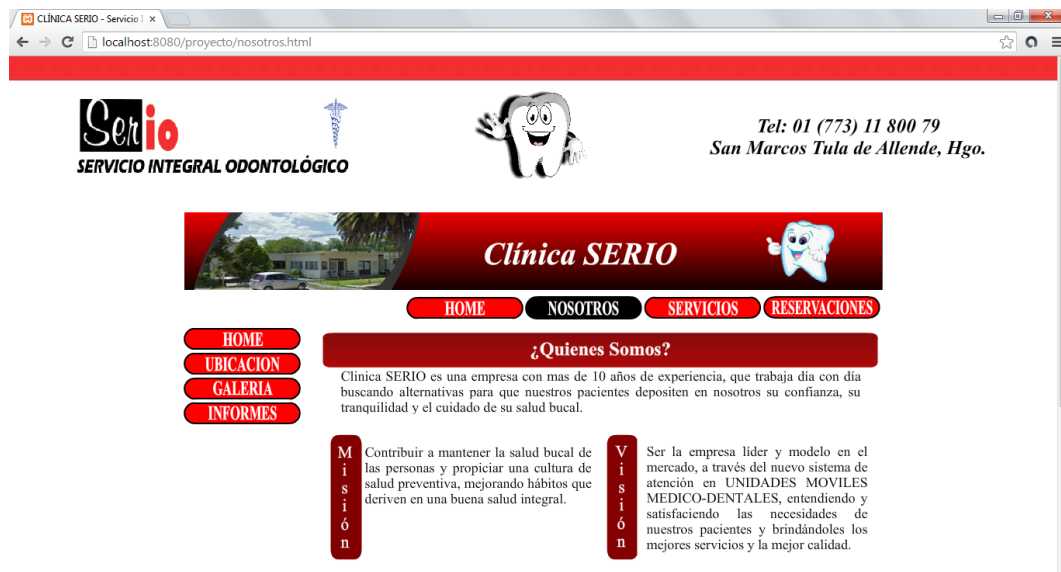 CLÍNICA SERIO - Servicio I
localhost:8080/proyecto/nosotros.html
Serio
SERVICIO INTEGRAL ODONTOLÓGICO
Tel: 01 (773) 11 800 79
San Marcos Tula de Allende, Hgo.
Clínica SERIO
HOME NOSOTROS SERVICIOS RESERVACIONES
HOME
UBICACION
GALERIA
INFORMES
¿Quienes Somos?
Clinica SERIO es una empresa con mas de 10 años de experiencia, que trabaja día con día
buscando alternativas para que nuestros pacientes depositen en nosotros su confianza, su
tranquilidad y el cuidado de su salud bucal.
Misión
Contribuir a mantener la salud bucal de
las personas y propiciar una cultura de
salud preventiva, mejorando hábitos que
deriven en una buena salud integral.
Visión
Ser la empresa líder y modelo en el
mercado, a través del nuevo sistema de
atención en UNIDADES MOVILES
MEDICO-DENTALES, entendiendo y
satisfaciendo las necesidades de
nuestros pacientes y brindándoles los
mejores servicios y la mejor calidad.